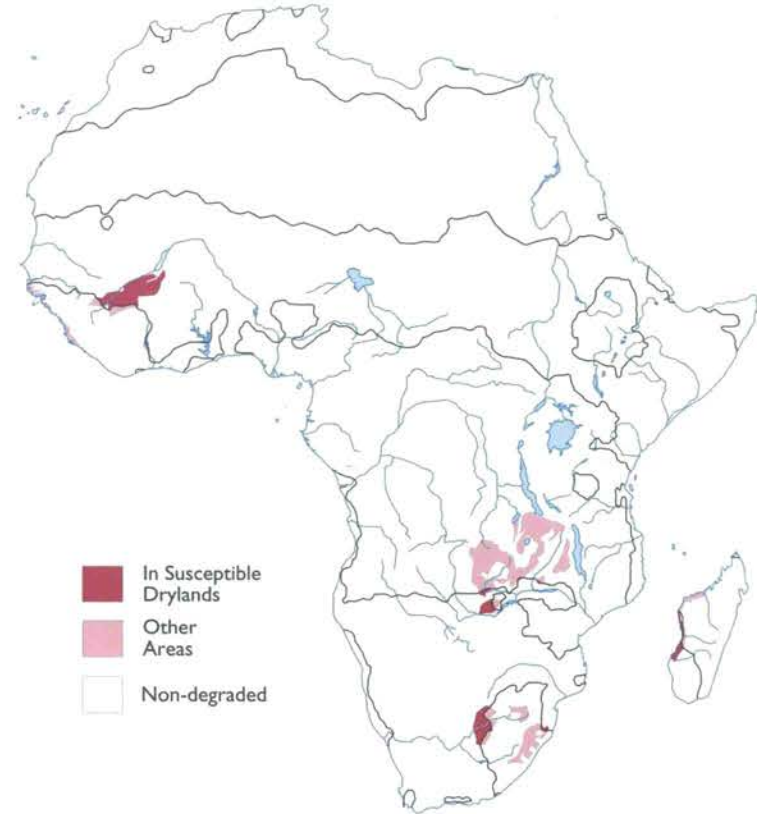 In Susceptible
Drylands
Other
Areas
Non-degraded